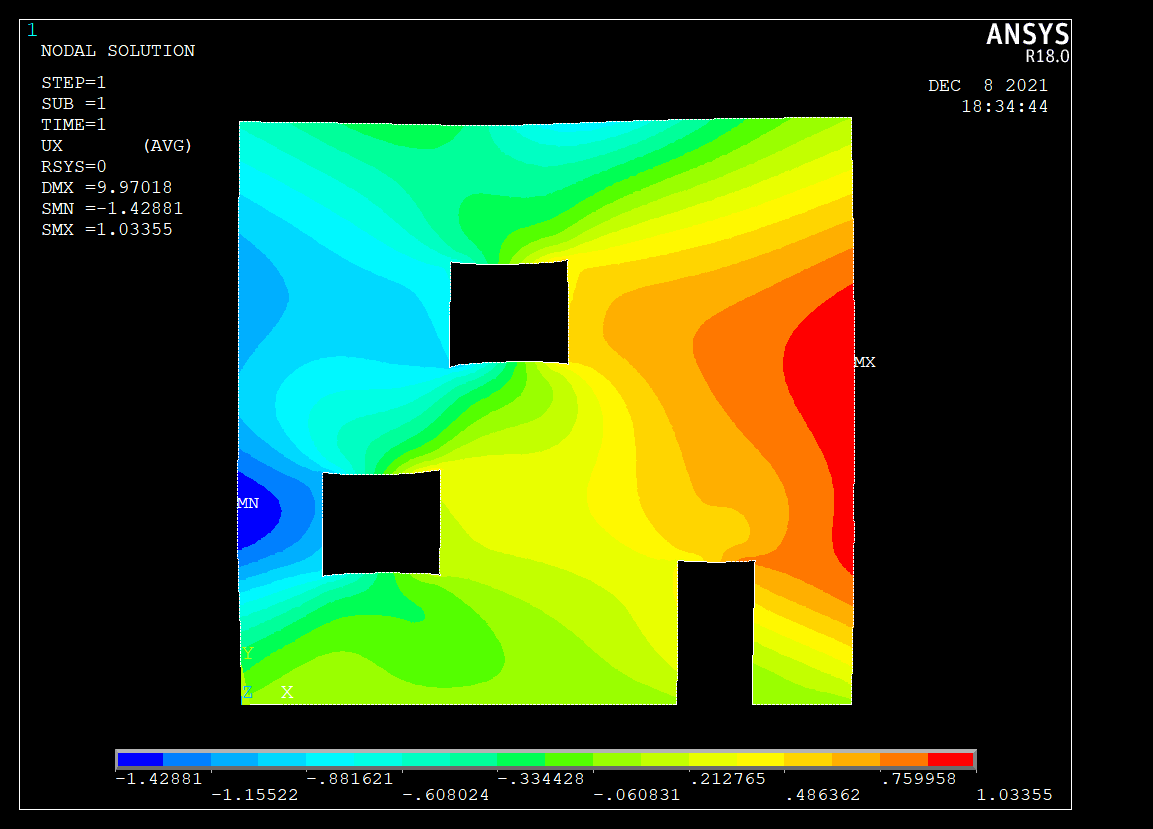 1
ANSYS
R18.0
NODAL SOLUTION
STEP=1
SUB =1
TIME=1
UX       (AVG)
RSYS=0
DMX =9.97018
SMN =-1.42881
SMX =1.03355
DEC  8 2021
18:34:44
MX
MN
Y
Z X
-1.42881 -.881621 -.334428 .212765 .759958
-1.15522 -.608024 -.060831 .486362 1.03355